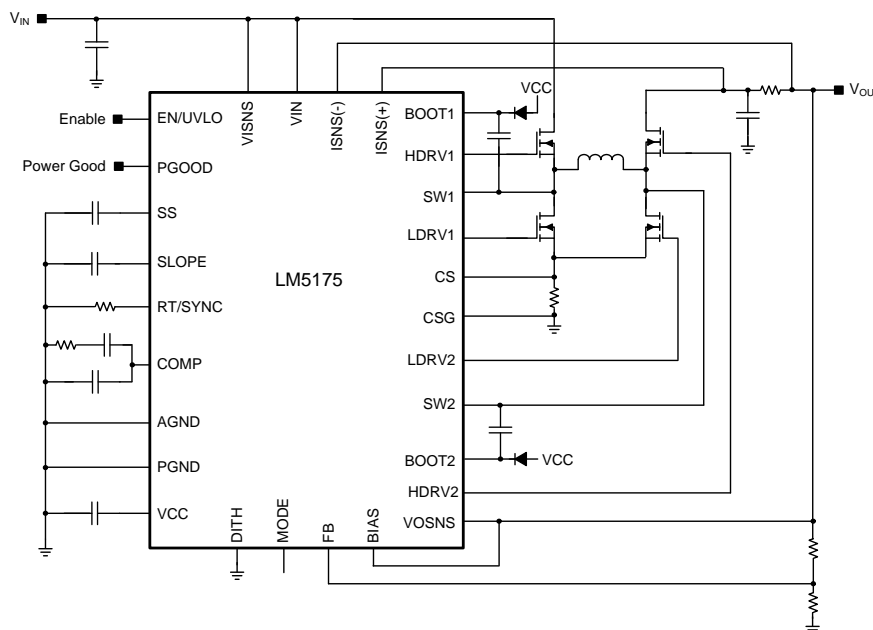 VIN
VISNS
VIN
ISNS(-)
ISNS(+)
VCC
VOU
Enable
EN/UVLO
BOOT1
Power Good
PGOOD
HDRV1
SS
SW1
SLOPE
LDRV1
LM5175
CS
RT/SYNC
CSG
COMP
LDRV2
SW2
AGND
BOOT2
VCC
PGND
HDRV2
VCC
VOSNS
DITH
MODE
FB
BIAS